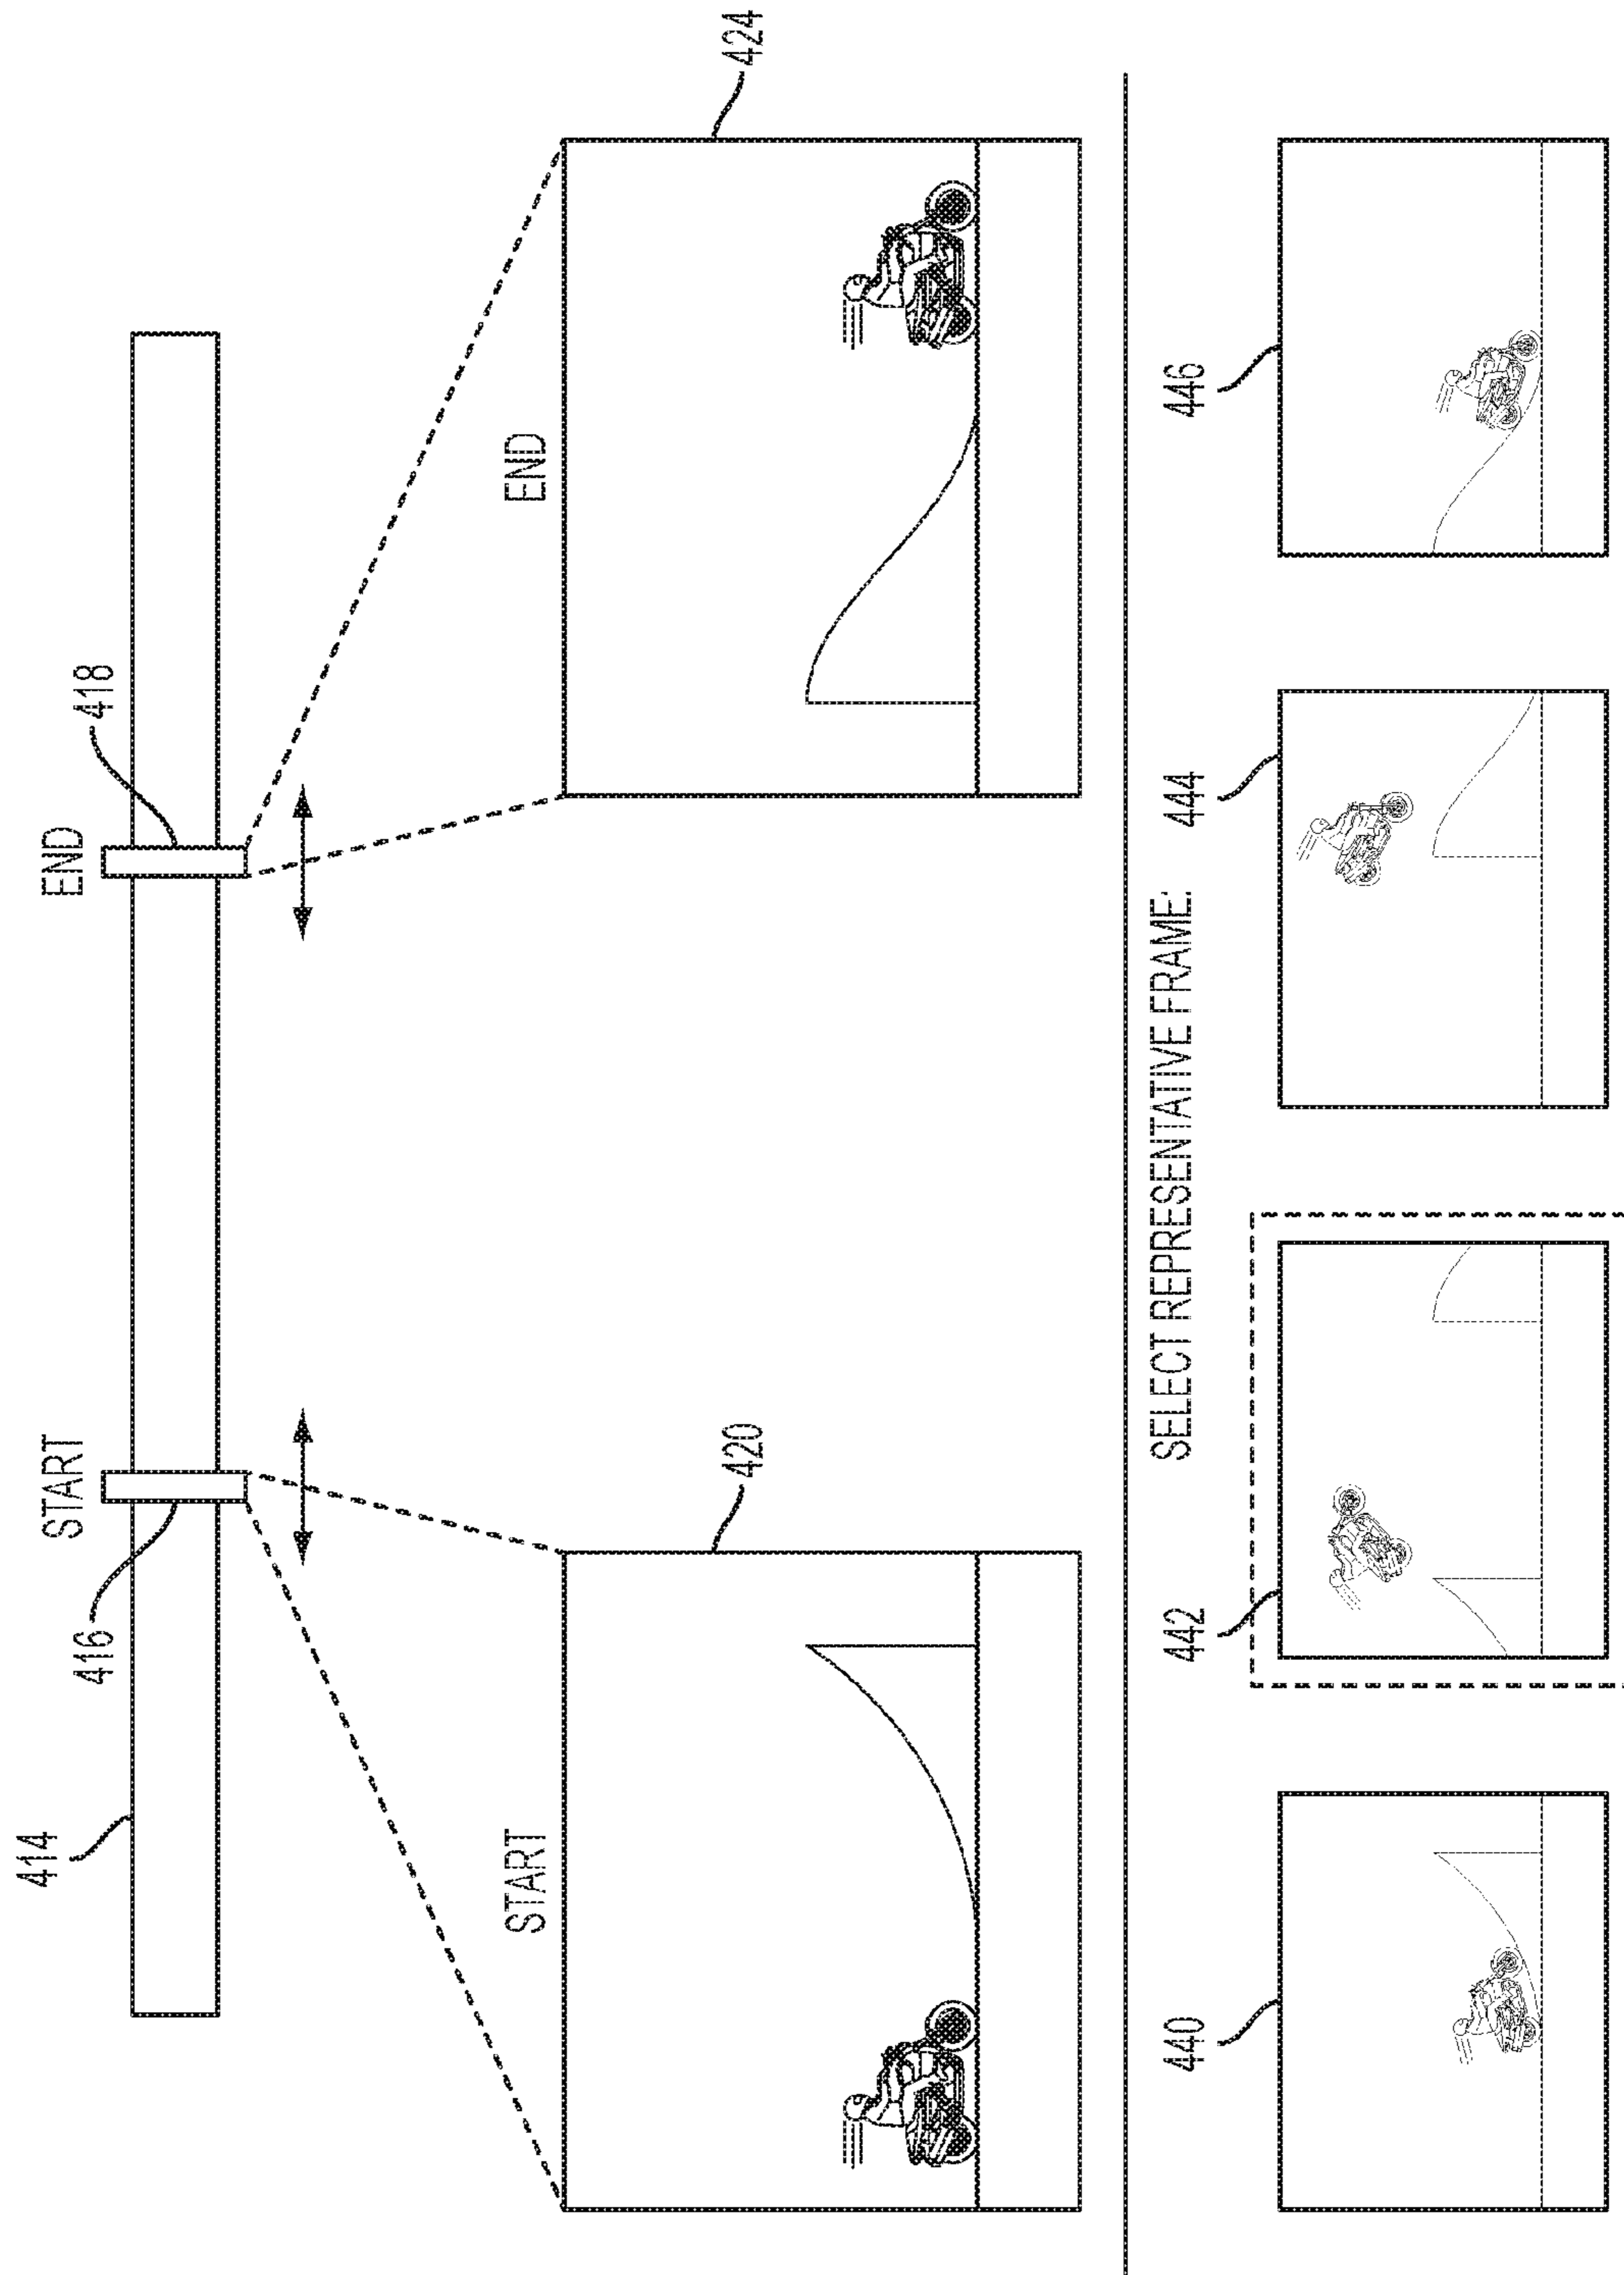 414
START
416
END
418
START
420
END
424
SELECT REPRESENTATIVE FRAME:
440
442
444
446